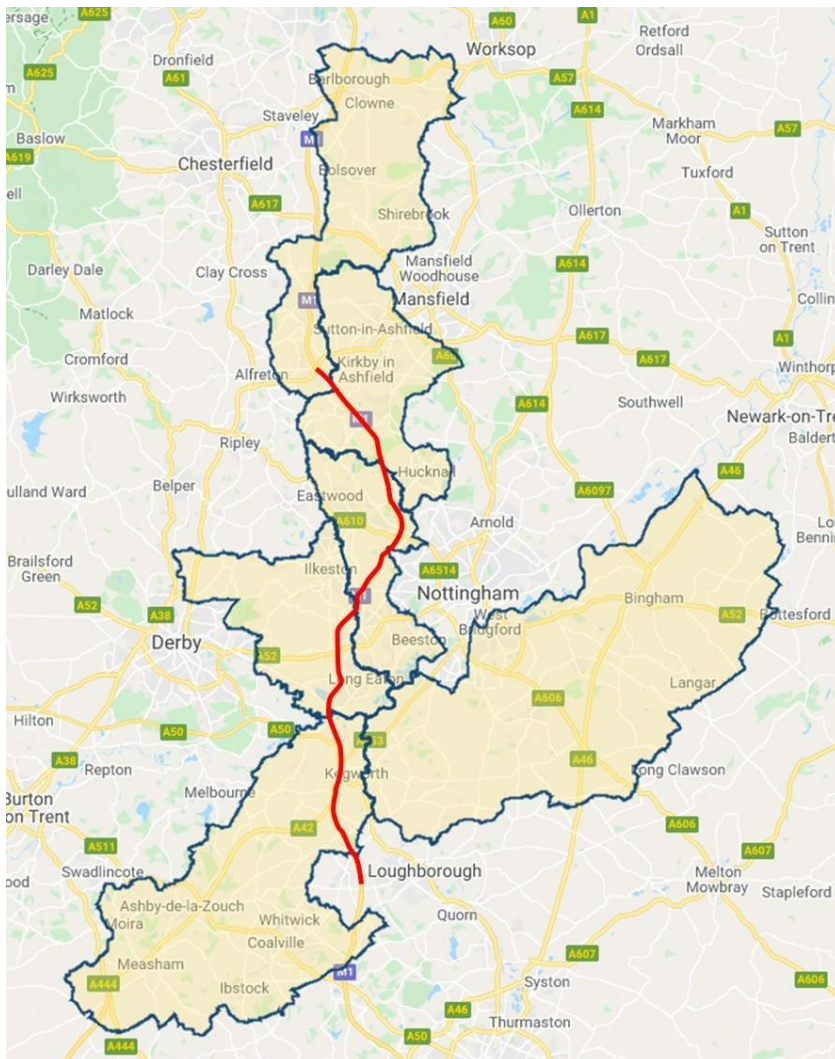 ersage
A625
Dronfield
A60
Worksop
A1
Retford
Ordsall
A625
A61
Barlborough
Clowne
A57
A614
Staveley
Baslow
M1
Markham
Moor
A57
A619
Chesterfield
Bolsover
Tuxford
ell
A617
Shirebrook
Ollerton
A1
Sutton
on Trent
Darley Dale
Clay Cross
Mansfield
Woodhouse
A614
Matlock
M1
Mansfield
Collin
Sutton-in-Ashfield
A617
A1
Cromford
Kirkby in
Ashfield
A617
Winthorp
Alfreton
Wirksworth
A614
Southwell
Newark-on-Tre
M1
Ripley
Baldert
Belper
Hucknall
A46
ulland Ward
Eastwood
A6097
A610
Arnold
Brailsford
Green
Ilkeston
A6514
A52
A38
Nottingham
Bingham
West
Bridgford
A52
Bottesford
Derby
Beeston
A52
Long Eaton
Langar
Hilton
A606
A50
A50
A453
A38
Repton
A46
Long Clawson
Kegworth
Melbourne
Burton
on Trent
A42
A606
A511
A607
Swadlincote
Loughborough
Melton
Mowbray
Stapleford
Ashby-de-la-Zouch
Moira
Whitwick
Quorn
Coalville
A607
Measham
M1
A606
A444
Ibstock
Syston
A46
A444
A50
Thurmaston